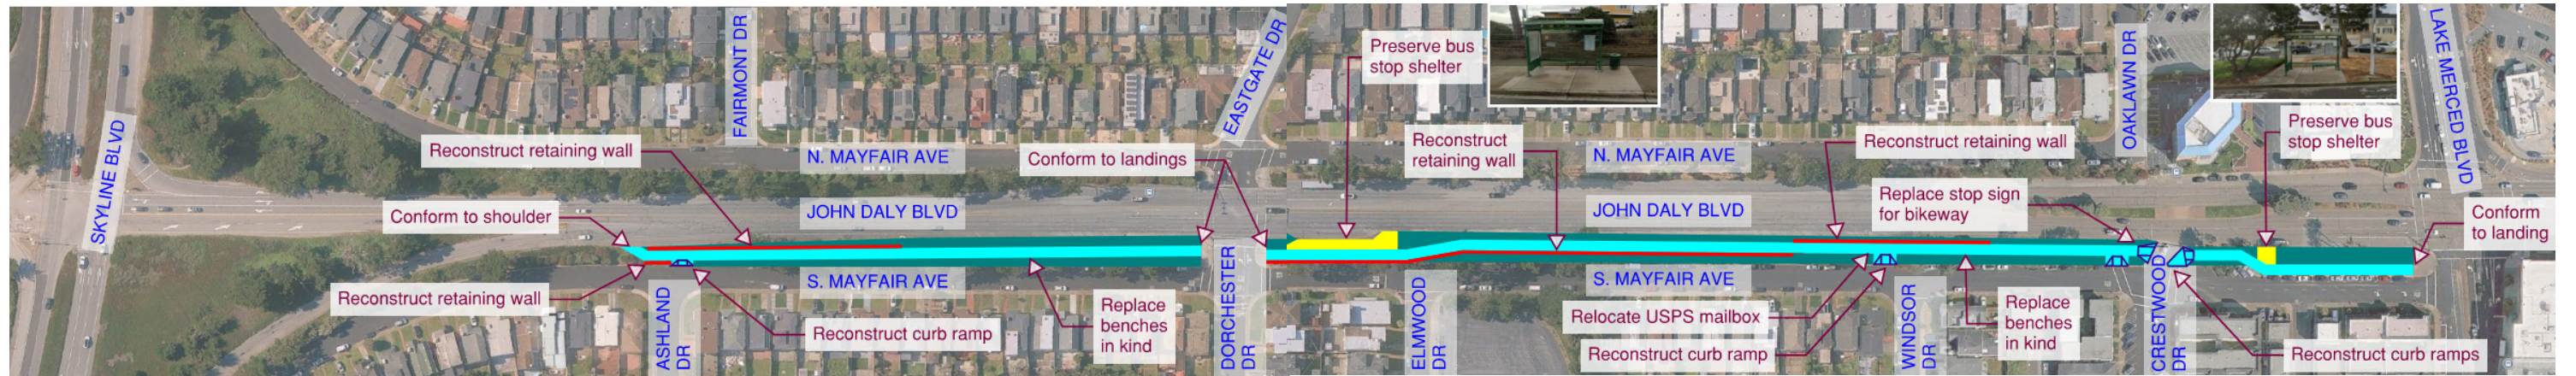 SKYLINE BLVD
FAIRMONT DR
EASTGATE DR
Reconstruct retaining wall
N. MAYFAIR AVE
Conform to landings
Conform to shoulder
JOHN DALY BLVD
Reconstruct retaining wall
S. MAYFAIR AVE
ASHLAND
DR
Reconstruct curb ramp
Replace
benches
in kind
DORCHESTER
DR
Preserve bus
stop shelter
Reconstruct
retaining wall
N. MAYFAIR AVE
Reconstruct retaining wall
OAKLAWN DR
LAKE MERCED BLVD
Preserve bus
stop shelter
JOHN DALY BLVD
Replace stop sign
for bikeway
Conform
to landing
S. MAYFAIR AVE
ELMWOOD
DR
Relocate USPS mailbox
Reconstruct curb ramp
WINDSOR
DR
Replace
benches
in kind
CRESTWOOD
DR
Reconstruct curb ramps